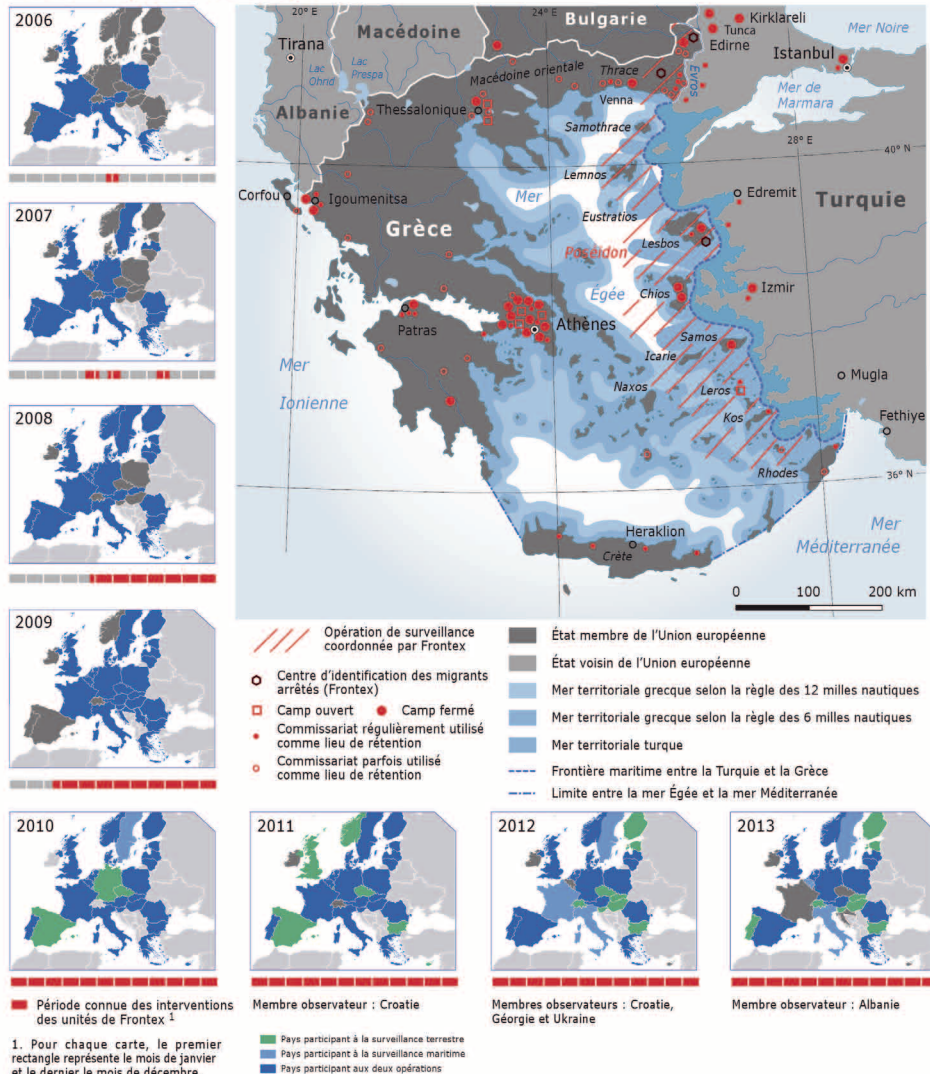 2006
2007
2008
2009
20° E
24° E
28° E
40° N
36° N
Tirana
Macédoine
Bulgarie
Kirklareli
Tunca
Edirne
Mer Noire
Istanbul
Lac
Ohrid
Lac
Prespa
Macédoine orientale
Thrace
Evros
Mer de
Marmara
Albanie
Thessalonique
Venna
Samothrace
Lemnos
Corfou
Igoumenitsa
Mer
Eustratios
Edremit
Turquie
Grèce
Poséidon
Lesbos
Égée
Chios
Izmir
Patras
Athènes
Samos
Icarie
Mer
Ionienne
Naxos
Leros
Mugla
Kos
Fethiye
Rhodes
Heraklion
Crète
Mer
Méditerranée
0 100 200 km
Opération de surveillance
coordonnée par Frontex
Centre d'identification des migrants
arrêtés (Frontex)
Camp ouvert
Camp fermé
Commissariat régulièrement utilisé
comme lieu de rétention
Commissariat parfois utilisé
comme lieu de rétention
État membre de l'Union européenne
État voisin de l'Union européenne
Mer territoriale grecque selon la règle des 12 milles nautiques
Mer territoriale grecque selon la règle des 6 milles nautiques
Mer territoriale turque
Frontière maritime entre la Turquie et la Grèce
Limite entre la mer Égée et la mer Méditerranée
2010
2011
2012
2013
Période connue des interventions
des unités de Frontex 1
1. Pour chaque carte, le premier
rectangle représente le mois de janvier
et le dernier le mois de décembre
Membre observateur : Croatie
Membres observateurs : Croatie,
Géorgie et Ukraine
Membre observateur : Albanie
Pays participant à la surveillance terrestre
Pays participant à la surveillance maritime
Pays participant aux deux opérations